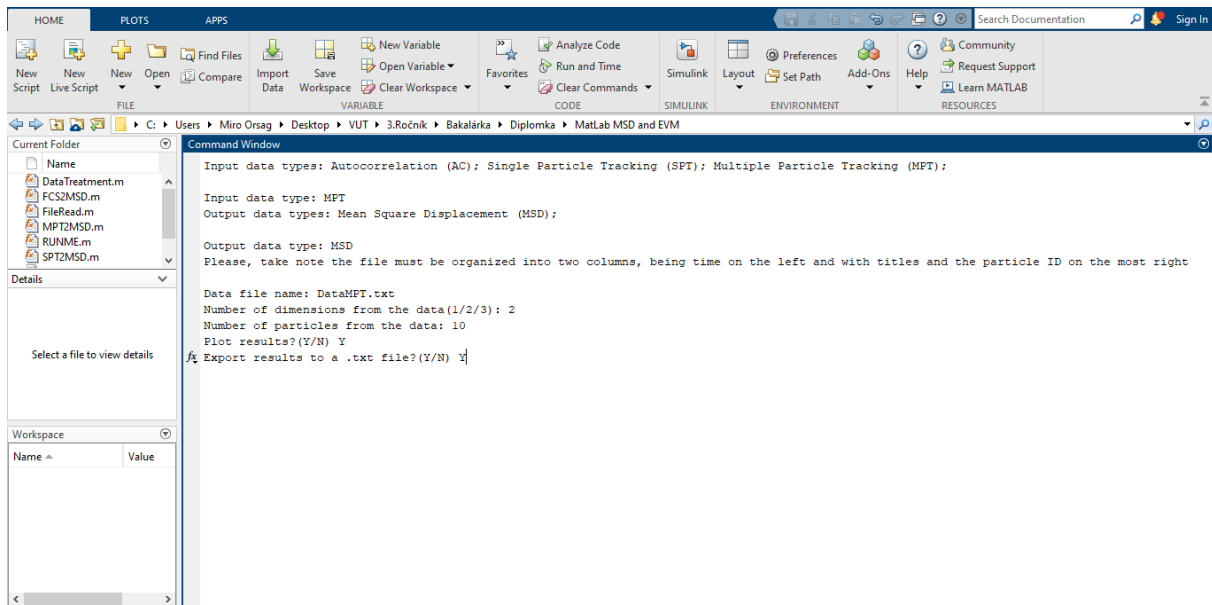 HOME PLOTS APPS Search Documentation Sign In
New Script
New Live Script
New
Open
Find Files
Compare
Import Data
Save Workspace
New Variable
Open Variable
Clear Workspace
Favorites
Analyze Code
Run and Time
Clear Commands
Simulink
Layout
Preferences
Set Path
Add-Ons
Help
Community
Request Support
Learn MATLAB
FILE VARIABLE CODE SIMULINK ENVIRONMENT RESOURCES
C: Users Miro Orsag Desktop VUT 3.Ročník Bakalárka Diplomka MatLab MSD and EVM
Current Folder
Name
DataTreatment.m
FCS2MSD.m
FileRead.m
MPT2MSD.m
RUNME.m
SPT2MSD.m
Details
Select a file to view details
Workspace
Name Value
Command Window
Input data types: Autocorrelation (AC); Single Particle Tracking (SPT); Multiple Particle Tracking (MPT);
Input data type: MPT
Output data types: Mean Square Displacement (MSD);
Output data type: MSD
Please, take note the file must be organized into two columns, being time on the left and with titles and the particle ID on the most right
Data file name: DataMPT.txt
Number of dimensions from the data(1/2/3): 2
Number of particles from the data: 10
Plot results?(Y/N) Y
fx Export results to a .txt file?(Y/N) Y